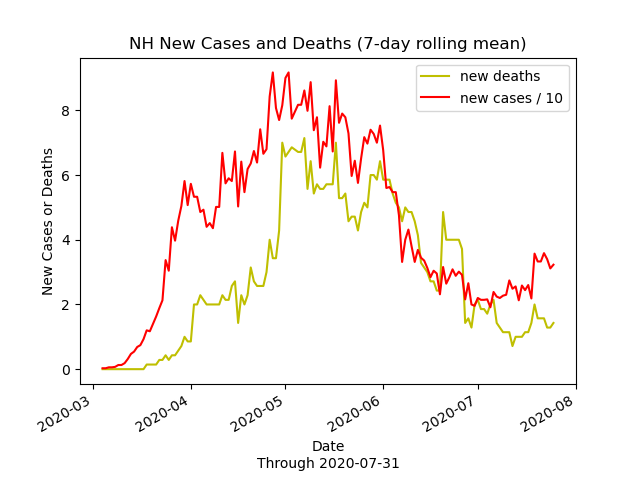 NH New Cases and Deaths (7-day rolling mean)
new deaths
new cases / 10
New Cases or Deaths
8
6
4
2
0
2020-03
2020-04
2020-05
2020-06
2020-07
2020-08
Date
Through 2020-07-31